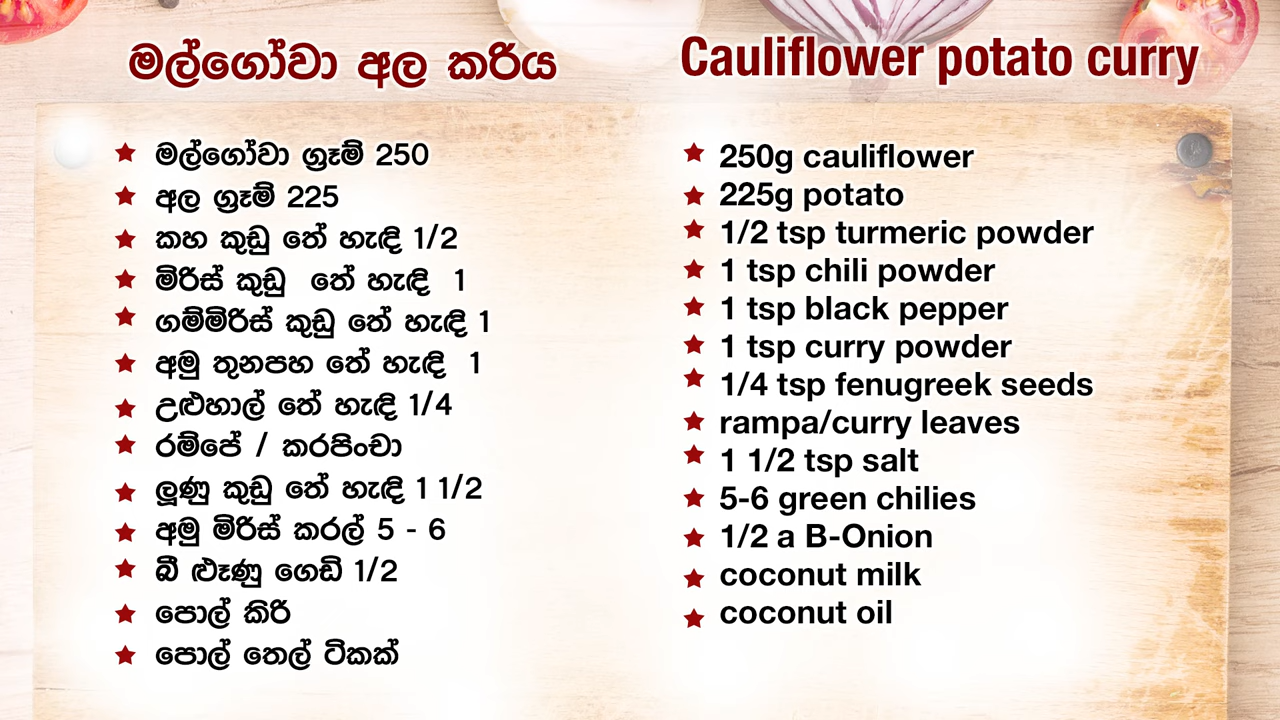 මල්ගෝවා අල කරිය
මල්ගෝවා ග්‍රෑම් 250
අල ග්‍රෑම් 225
කහ කුඩු තේ හැඳි 1/2
මිරිස් කුඩු තේ හැඳි 1
ගම්මිරිස් කුඩු තේ හැඳි 1
අමු තුනපහ තේ හැඳි 1
උළුහාල් තේ හැඳි 1/4
රම්පේ / කරපිංචා
ලූණු කුඩු තේ හැඳි 1 1/2
අමු මිරිස් කරල් 5 - 6
බී ළූණු ගෙඩි 1/2
පොල් කිරි
පොල් තෙල් ටිකක්
Cauliflower potato curry
250g cauliflower
225g potato
1/2 tsp turmeric powder
1 tsp chili powder
1 tsp black pepper
1 tsp curry powder
1/4 tsp fenugreek seeds
rampa/curry leaves
1 1/2 tsp salt
5-6 green chilies
1/2 a B-Onion
coconut milk
coconut oil